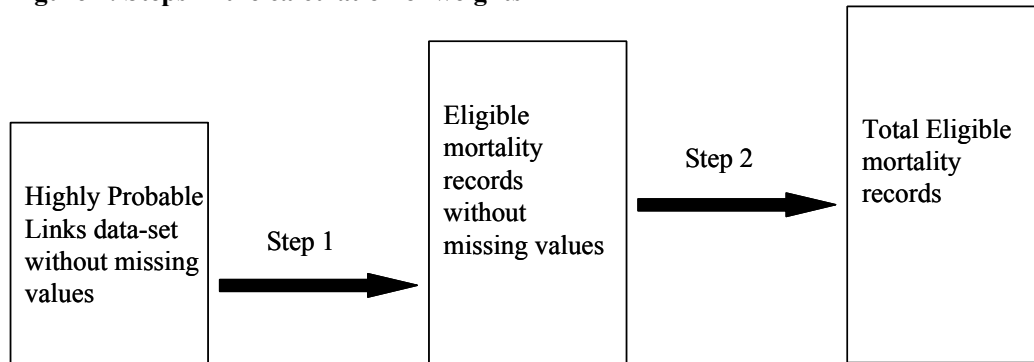 Highly Probable
Links data-set
without missing
values
Step 1
Eligible
mortality
records
without
missing values
Step 2
Total Eligible
mortality
records